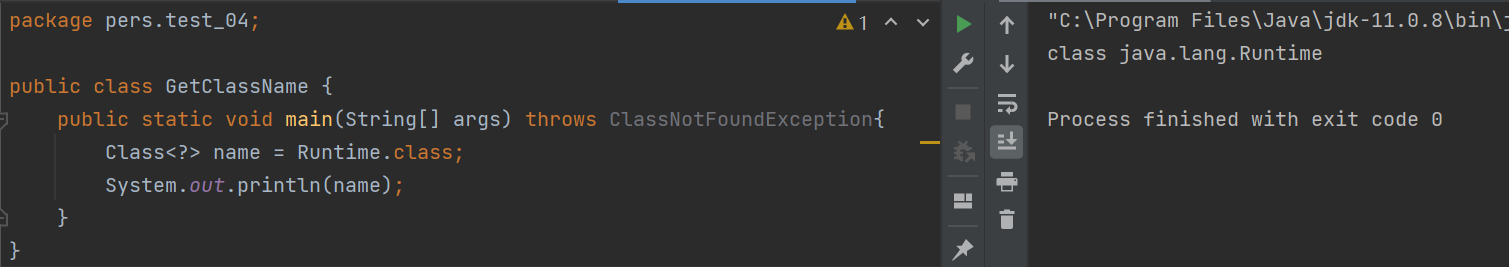 package pers.test_04;
1
public class GetClassName {
    public static void main(String[] args) throws ClassNotFoundException{
        Class<?> name = Runtime.class;
        System.out.println(name);
    }
}
"C:\Program Files\Java\jdk-11.0.8\bin\j
class java.lang.Runtime
Process finished with exit code 0